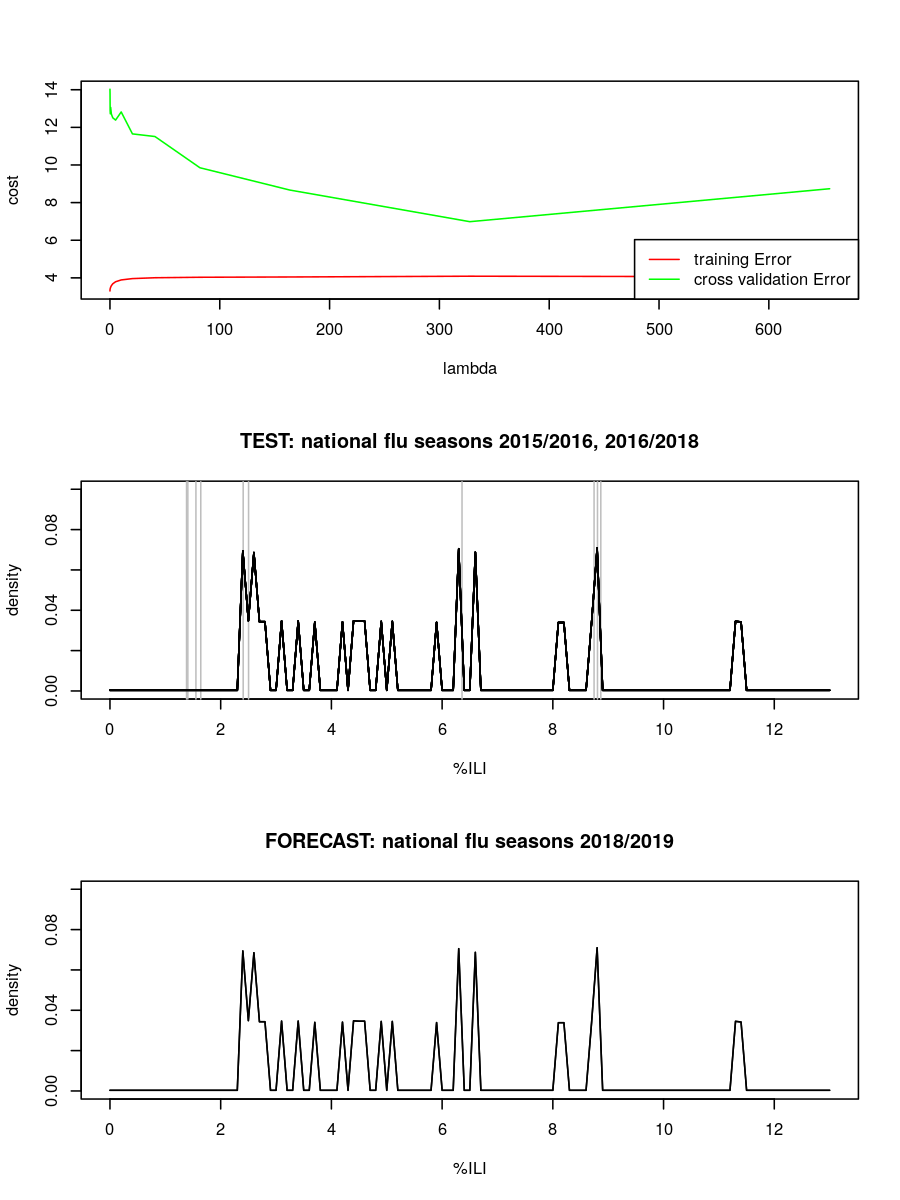 14
12
10
8
6
4
cost
training Error
cross validation Error
0 100 200 300 400 500 600
lambda
TEST: national flu seasons 2015/2016, 2016/2018
0.08
0.04
0.00
density
0 2 4 6 8 10 12
%ILI
FORECAST: national flu seasons 2018/2019
0.08
0.04
0.00
density
0 2 4 6 8 10 12
%ILI